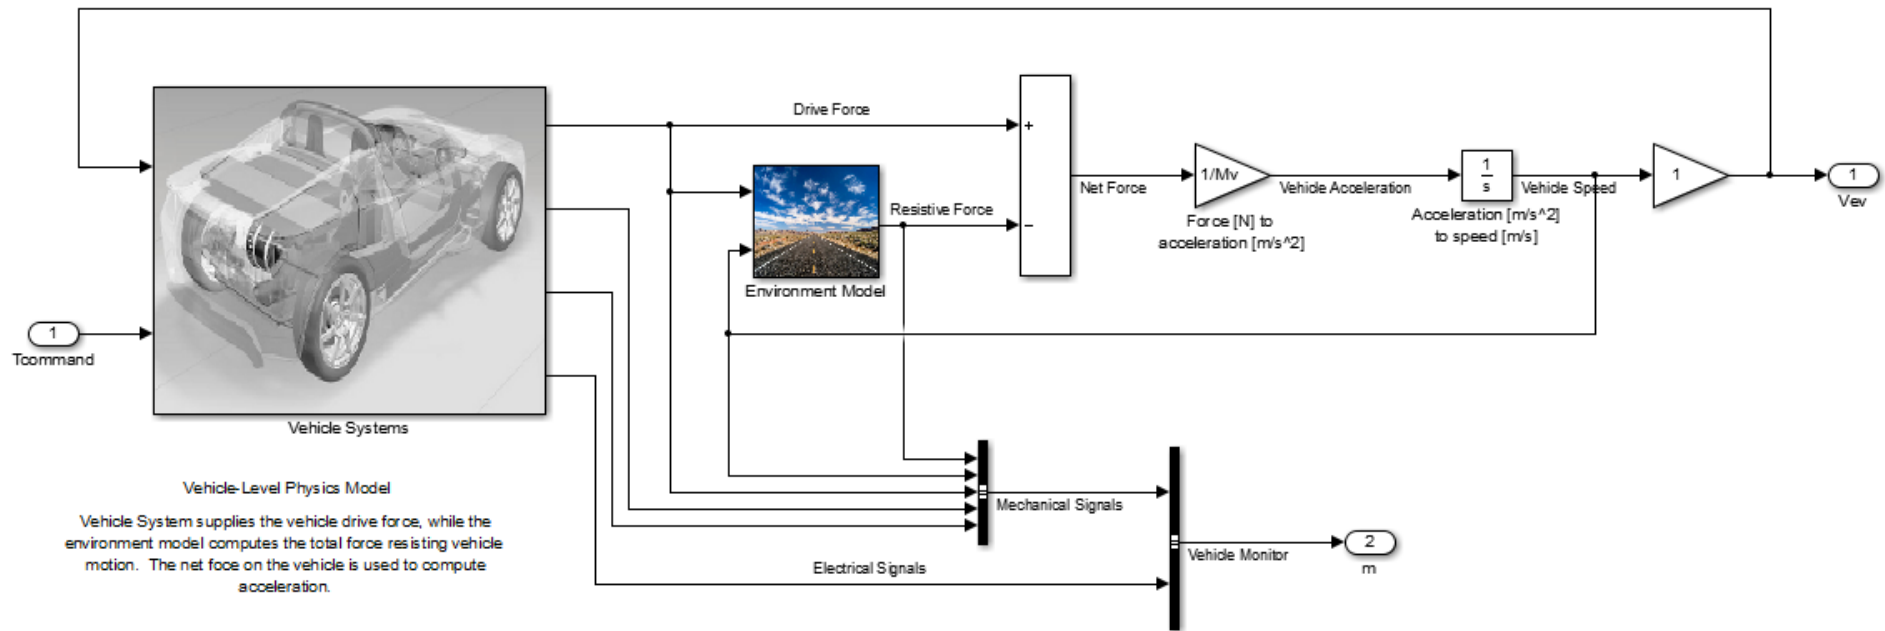 Drive Force
+
1/Mv
1
s
1
1
Vev
Net Force
Vehicle Acceleration
Vehicle Speed
Resistive Force
−
Force [N] to
acceleration [m/s^2]
Acceleration [m/s^2]
to speed [m/s]
Environment Model
1
Tcommand
Vehicle Systems
Vehicle-Level Physics Model
Vehicle System supplies the vehicle drive force, while the
environment model computes the total force resisting vehicle
motion. The net foce on the vehicle is used to compute
acceleration.
Mechanical Signals
Electrical Signals
Vehicle Monitor
2
m